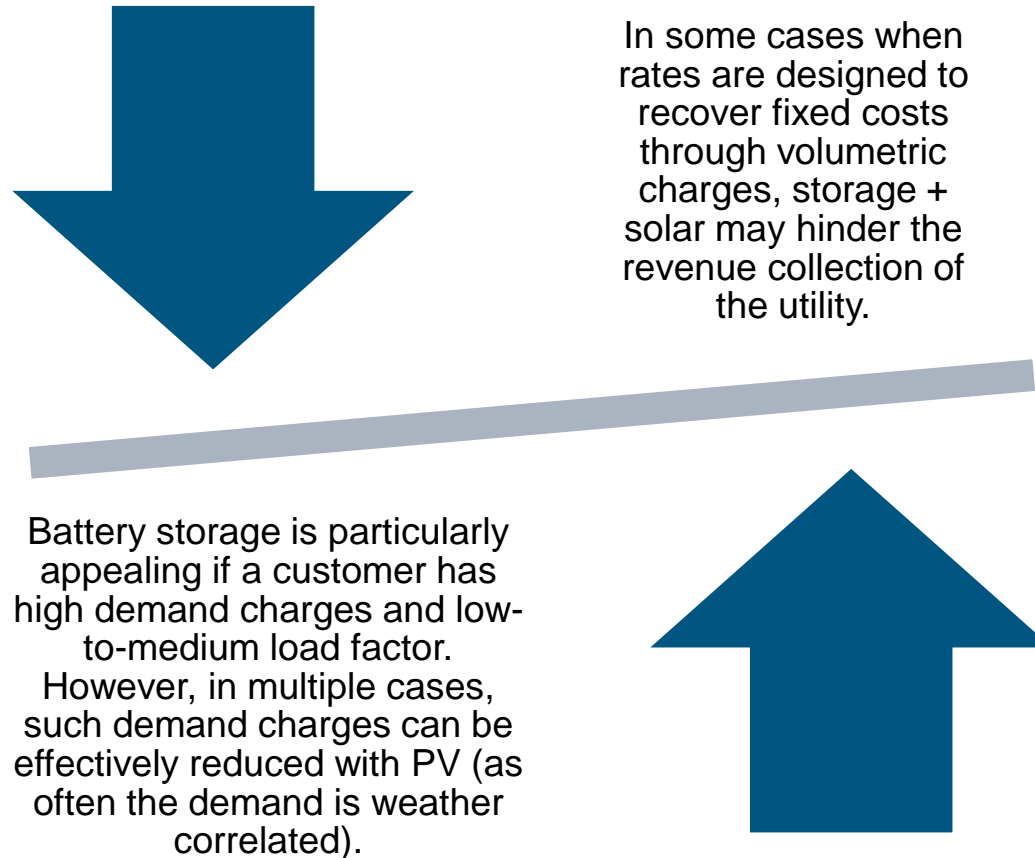 In some cases when
rates are designed to
recover fixed costs
through volumetric
charges, storage +
solar may hinder the
revenue collection of
the utility.
Battery storage is particularly
appealing if a customer has
high demand charges and low-
to-medium load factor.
However, in multiple cases,
such demand charges can be
effectively reduced with PV (as
often the demand is weather
correlated).